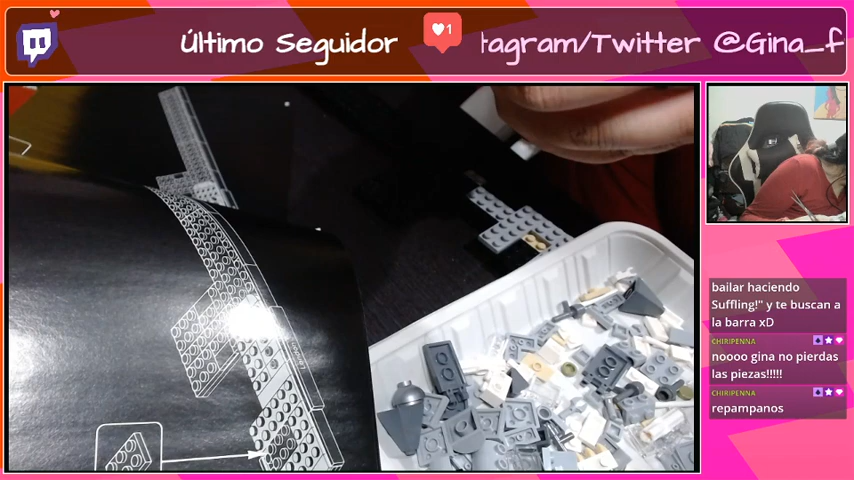 Último Seguidor
1
tagram/Twitter @Gina_f
bailar haciendo
Suffling!" y te buscan a
la barra xD
CHIRIPENNA
noooo gina no pierdas
las piezas!!!!!
CHIRIPENNA
repampanos